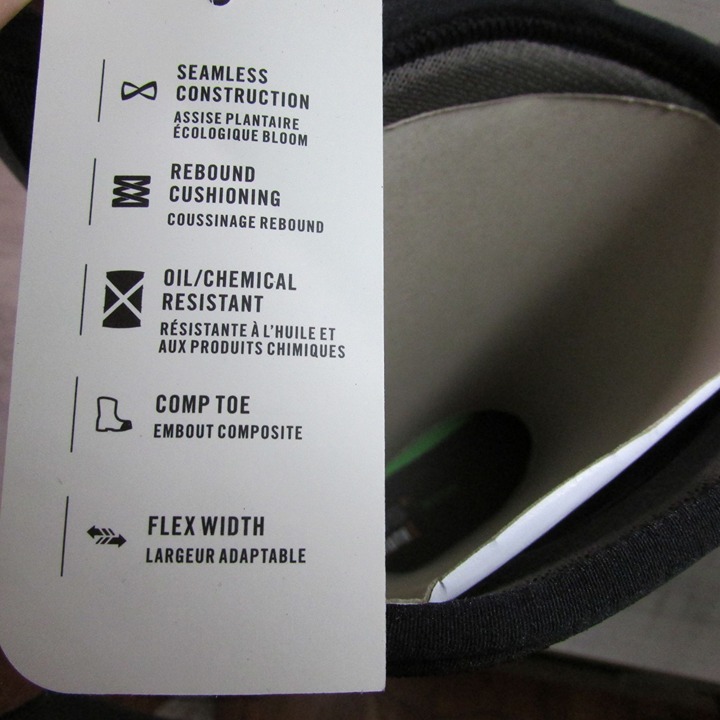 SEAMLESS
CONSTRUCTION
ASSISE PLANTAIRE
ÉCOLOGIQUE BLOOM
REBOUND
CUSHIONING
COUSSINAGE REBOUND
OIL/CHEMICAL
RESISTANT
RÉSISTANTE À L'HUILE ET
AUX PRODUITS CHIMIQUES
COMP TOE
EMBOUT COMPOSITE
FLEX WIDTH
LARGEUR ADAPTABLE